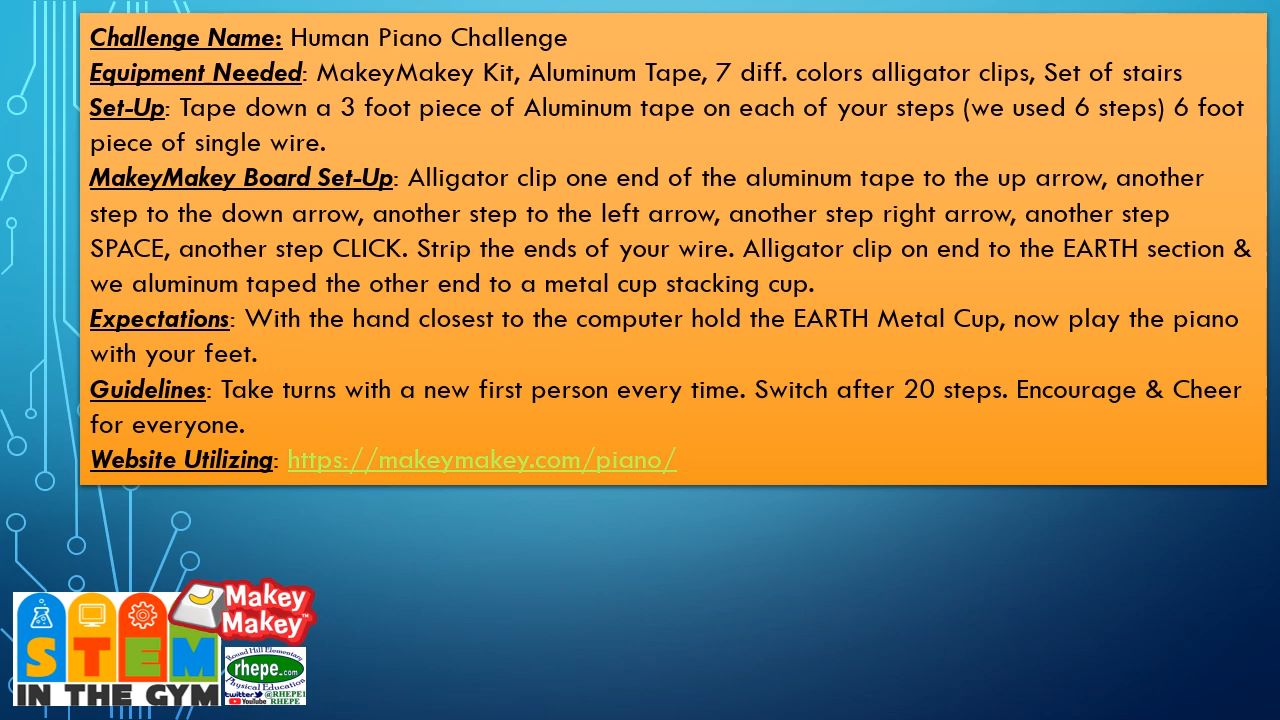 Challenge Name: Human Piano Challenge
Equipment Needed: MakeyMakey Kit, Aluminum Tape, 7 diff. colors alligator clips, Set of stairs
Set-Up: Tape down a 3 foot piece of Aluminum tape on each of your steps (we used 6 steps) 6 foot
piece of single wire.
MakeyMakey Board Set-Up: Alligator clip one end of the aluminum tape to the up arrow, another
step to the down arrow, another step to the left arrow, another step right arrow, another step
SPACE, another step CLICK. Strip the ends of your wire. Alligator clip on end to the EARTH section &
we aluminum taped the other end to a metal cup stacking cup.
Expectations: With the hand closest to the computer hold the EARTH Metal Cup, now play the piano
with your feet.
Guidelines: Take turns with a new first person every time. Switch after 20 steps. Encourage & Cheer
for everyone.
Website Utilizing: https://makeymakey.com/piano/
Makey
Makey™
STEM
IN THE GYM
Round Hill Elementary
rhepe.com
Physical Education
twitter @RHEPE1
YouTube RHEPE